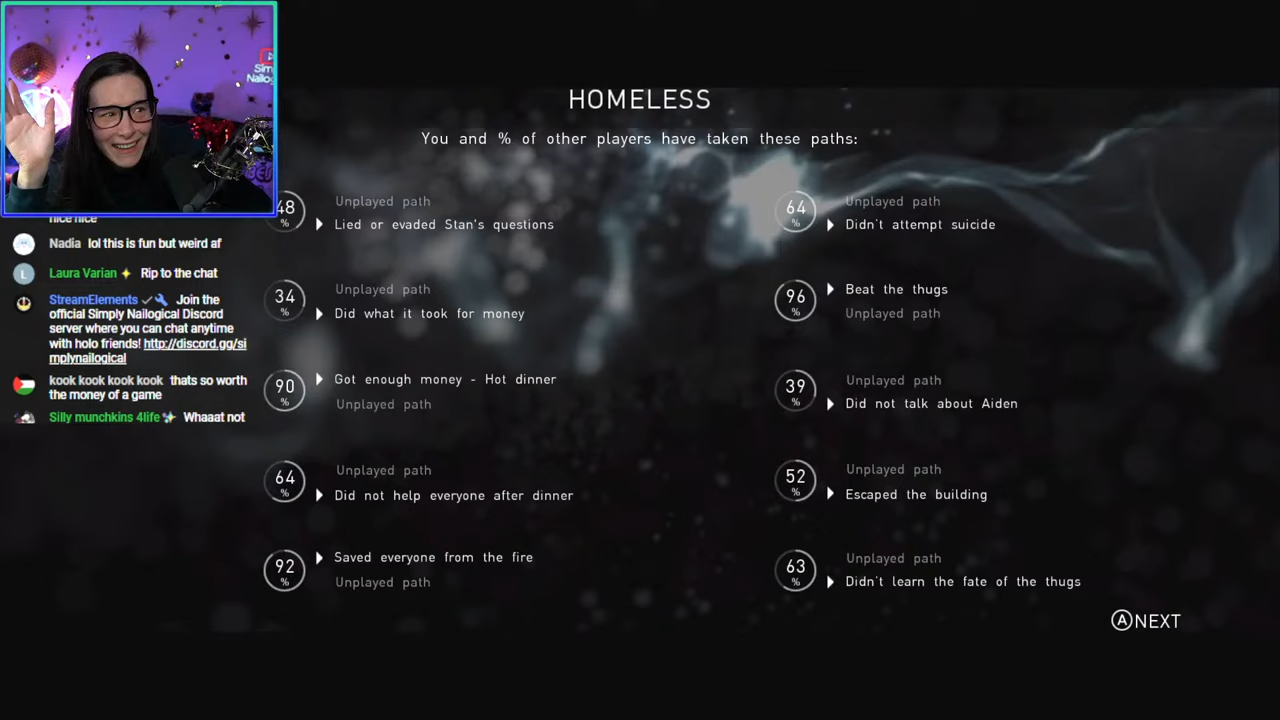 Sim
Nailo
nice nice
Nadia lol this is fun but weird af
Laura Varian Rip to the chat
StreamElements Join the
official Simply Nailogical Discord
server where you can chat anytime
with holo friends! http://discord.gg/si
mplynailogical
kook kook kook kook thats so worth
the money of a game
Silly munchkins 4life Whaaat not
HOMELESS
You and % of other players have taken these paths:
48 %
Unplayed path
Lied or evaded Stan's questions
34 %
Unplayed path
Did what it took for money
90 %
Got enough money - Hot dinner
Unplayed path
64 %
Unplayed path
Did not help everyone after dinner
92 %
Saved everyone from the fire
Unplayed path
64 %
Unplayed path
Didn't attempt suicide
96 %
Beat the thugs
Unplayed path
39 %
Unplayed path
Did not talk about Aiden
52 %
Unplayed path
Escaped the building
63 %
Unplayed path
Didn't learn the fate of the thugs
A NEXT